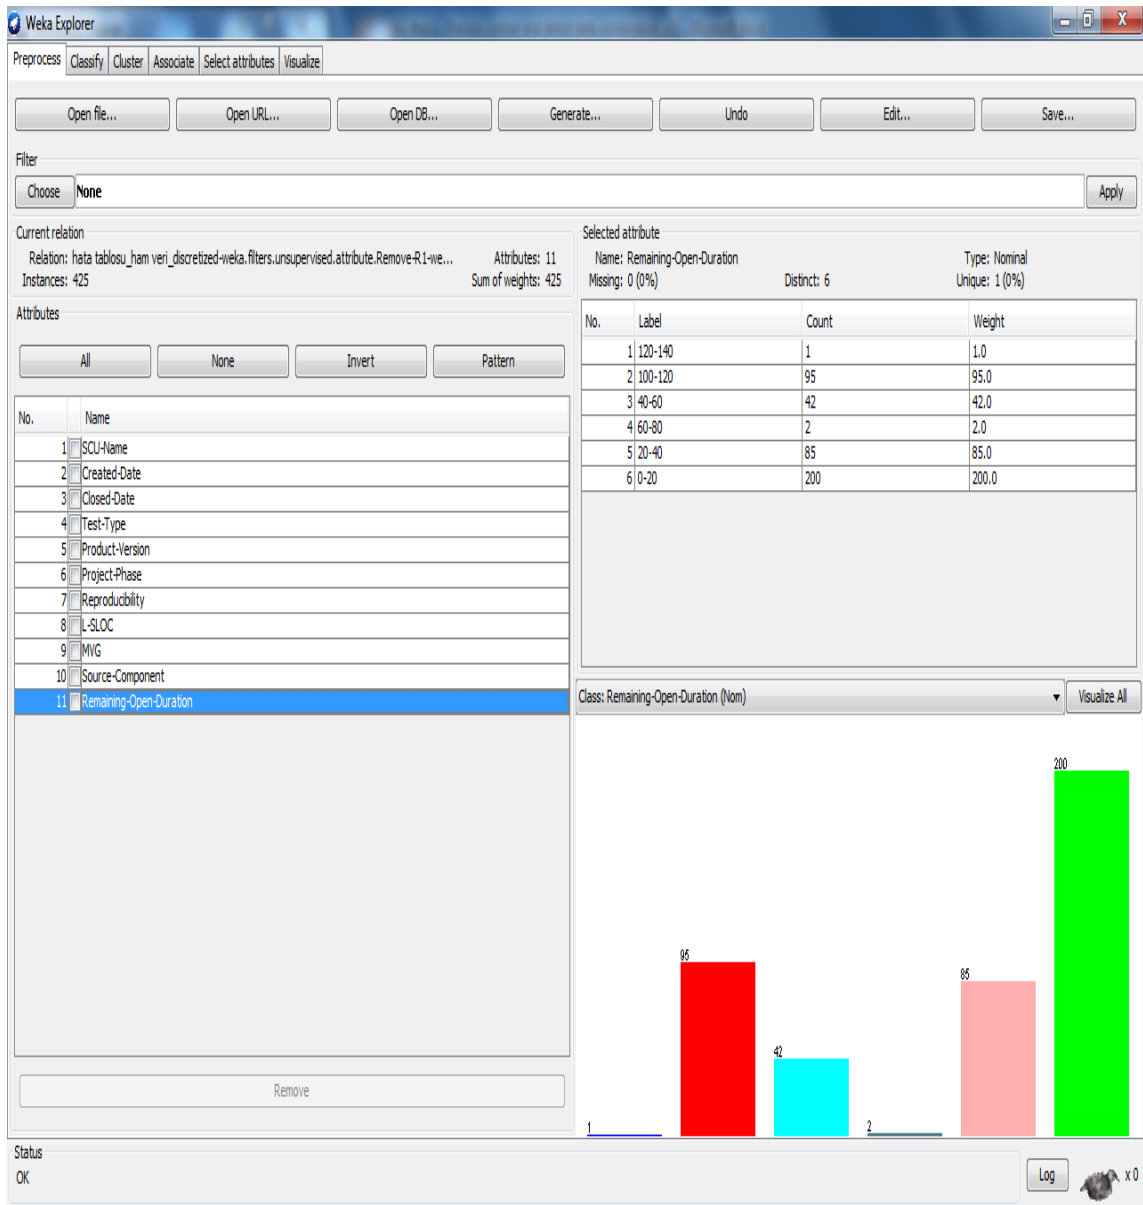 Weka Explorer
Preprocess Classify Cluster Associate Select attributes Visualize
Open file... Open URL... Open DB... Generate... Undo Edit... Save...
Filter
Choose None Apply
Current relation
Relation: hata tablosu_ham veri_discretized-weka.filters.unsupervised.attribute.Remove-R1-we... Attributes: 11
Instances: 425 Sum of weights: 425
Attributes
All None Invert Pattern
No. Name
1 SCU-Name
2 Created-Date
3 Closed-Date
4 Test-Type
5 Product-Version
6 Project-Phase
7 Reproducibility
8 L-SLOC
9 MVG
10 Source-Component
11 Remaining-Open-Duration
Remove
Selected attribute
Name: Remaining-Open-Duration Type: Nominal
Missing: 0 (0%) Distinct: 6 Unique: 1 (0%)
No. Label Count Weight
1 120-140 1 1.0
2 100-120 95 95.0
3 40-60 42 42.0
4 60-80 2 2.0
5 20-40 85 85.0
6 0-20 200 200.0
Class: Remaining-Open-Duration (Nom) Visualize All
1 95 42 2 85 200
Status
OK Log x 0